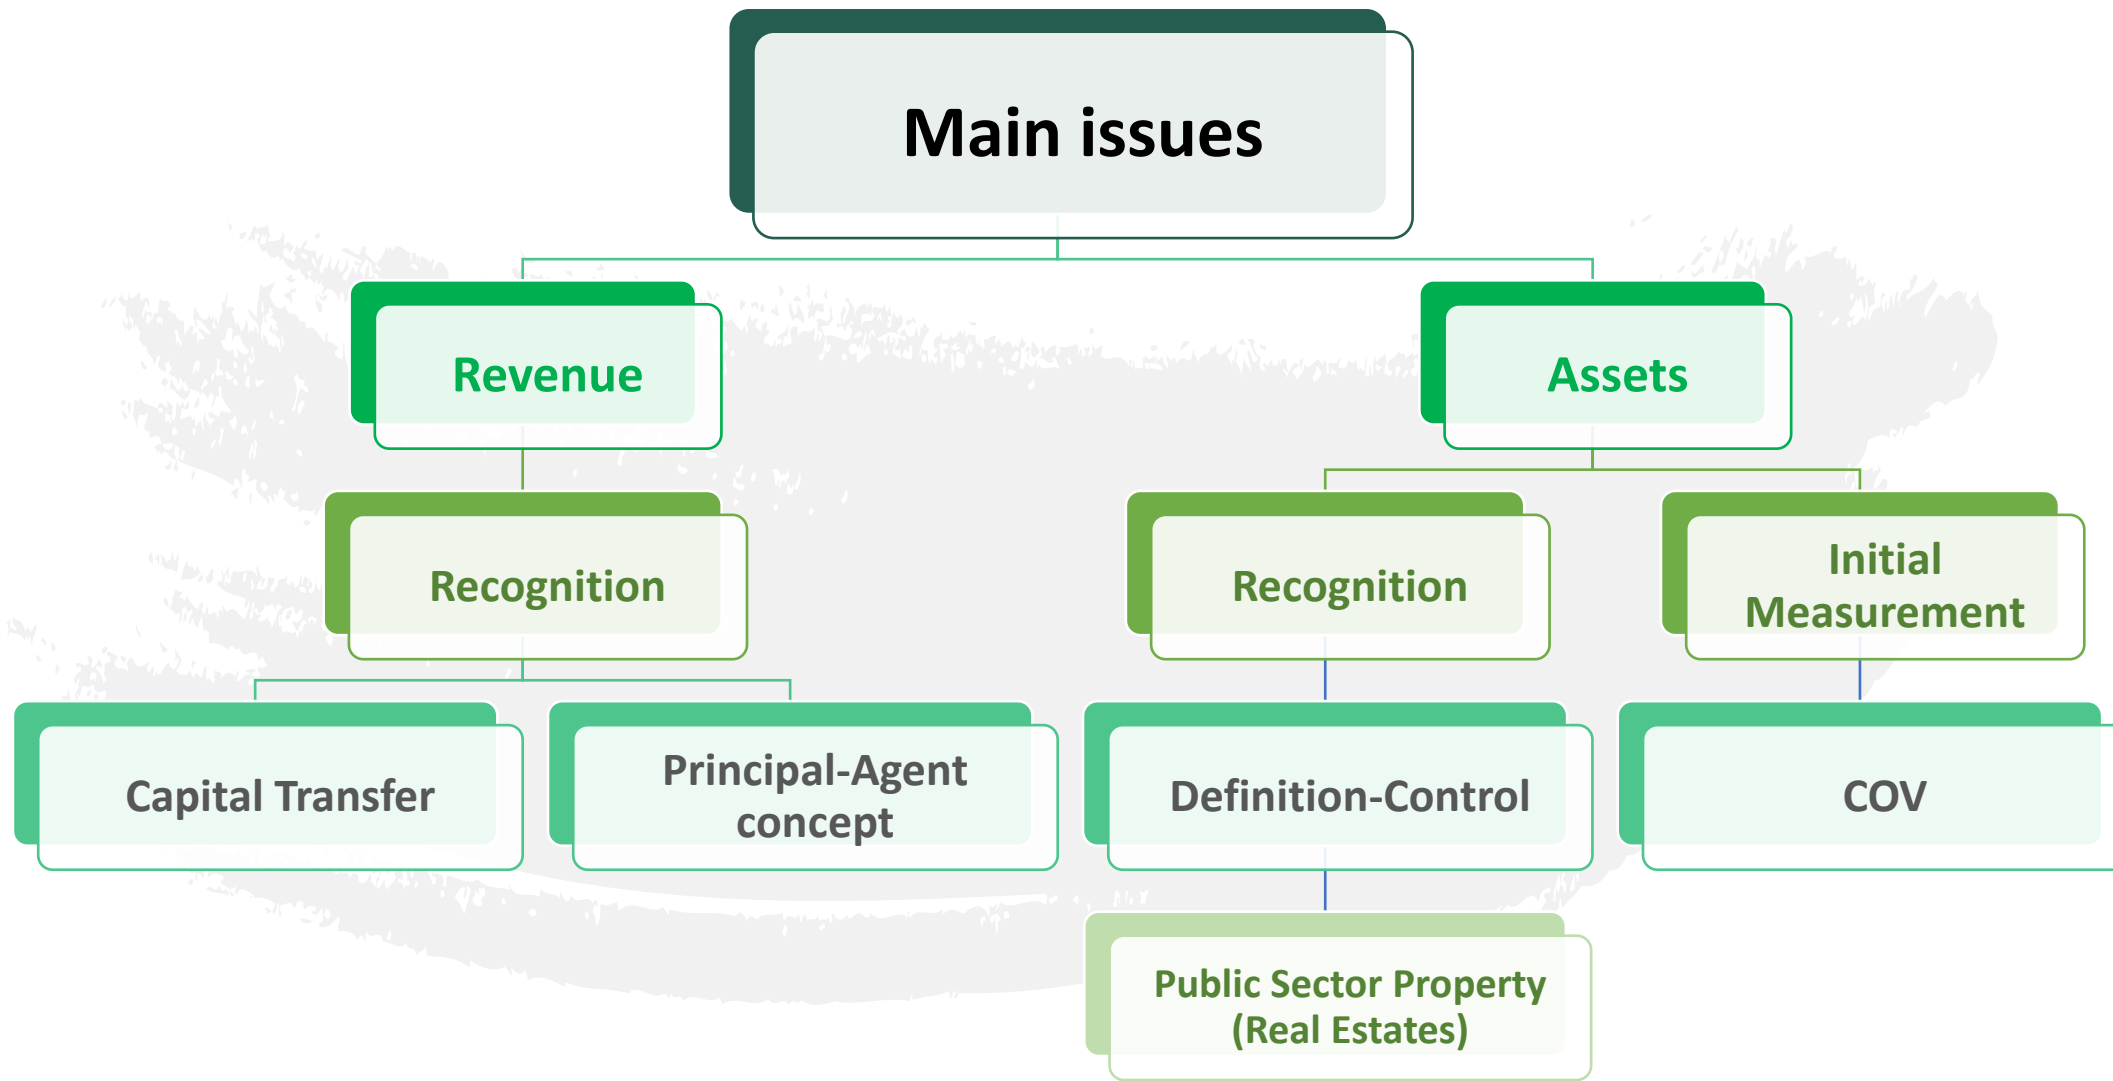 Main issues
Revenue
Assets
Recognition
Recognition
Initial
Measurement
Capital Transfer
Principal-Agent
concept
Definition-Control
COV
Public Sector Property
(Real Estates)